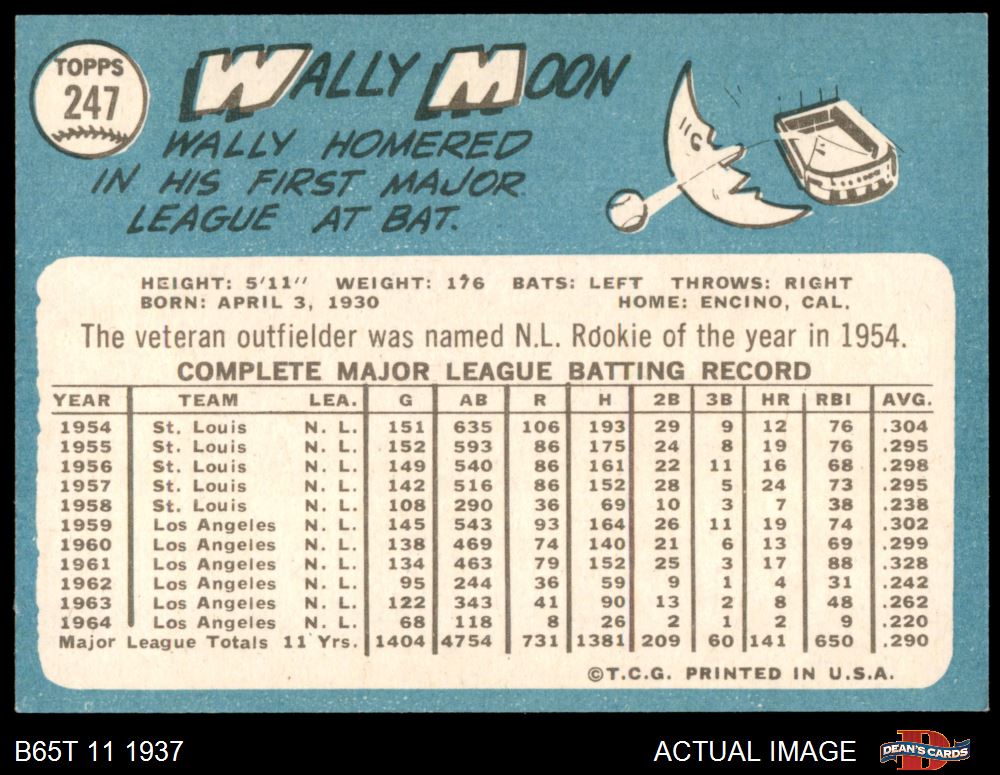 TOPPS
247
WALLY MOON
WALLY HOMERED
IN HIS FIRST MAJOR
LEAGUE AT BAT.
HEIGHT: 5'11" WEIGHT: 176 BATS: LEFT THROWS: RIGHT
BORN: APRIL 3, 1930 HOME: ENCINO, CAL.
The veteran outfielder was named N.L. Rookie of the year in 1954.
COMPLETE MAJOR LEAGUE BATTING RECORD
YEAR TEAM LEA. G AB R H 2B 3B HR RBI AVG.
1954 St. Louis N. L. 151 635 106 193 29 9 12 76 .304
1955 St. Louis N. L. 152 593 86 175 24 8 19 76 .295
1956 St. Louis N. L. 149 540 86 161 22 11 16 68 .298
1957 St. Louis N. L. 142 516 86 152 28 5 24 73 .295
1958 St. Louis N. L. 108 290 36 69 10 3 7 38 .238
1959 Los Angeles N. L. 145 543 93 164 26 11 19 74 .302
1960 Los Angeles N. L. 138 469 74 140 21 6 13 69 .299
1961 Los Angeles N. L. 134 463 79 152 25 3 17 88 .328
1962 Los Angeles N. L. 95 244 36 59 9 1 4 31 .242
1963 Los Angeles N. L. 122 343 41 90 13 2 8 48 .262
1964 Los Angeles N. L. 68 118 8 26 2 1 2 9 .220
Major League Totals 11 Yrs. 1404 4754 731 1381 209 60 141 650 .290
©T.C.G. PRINTED IN U.S.A.
B65T 11 1937 ACTUAL IMAGE DEAN'S CARDS